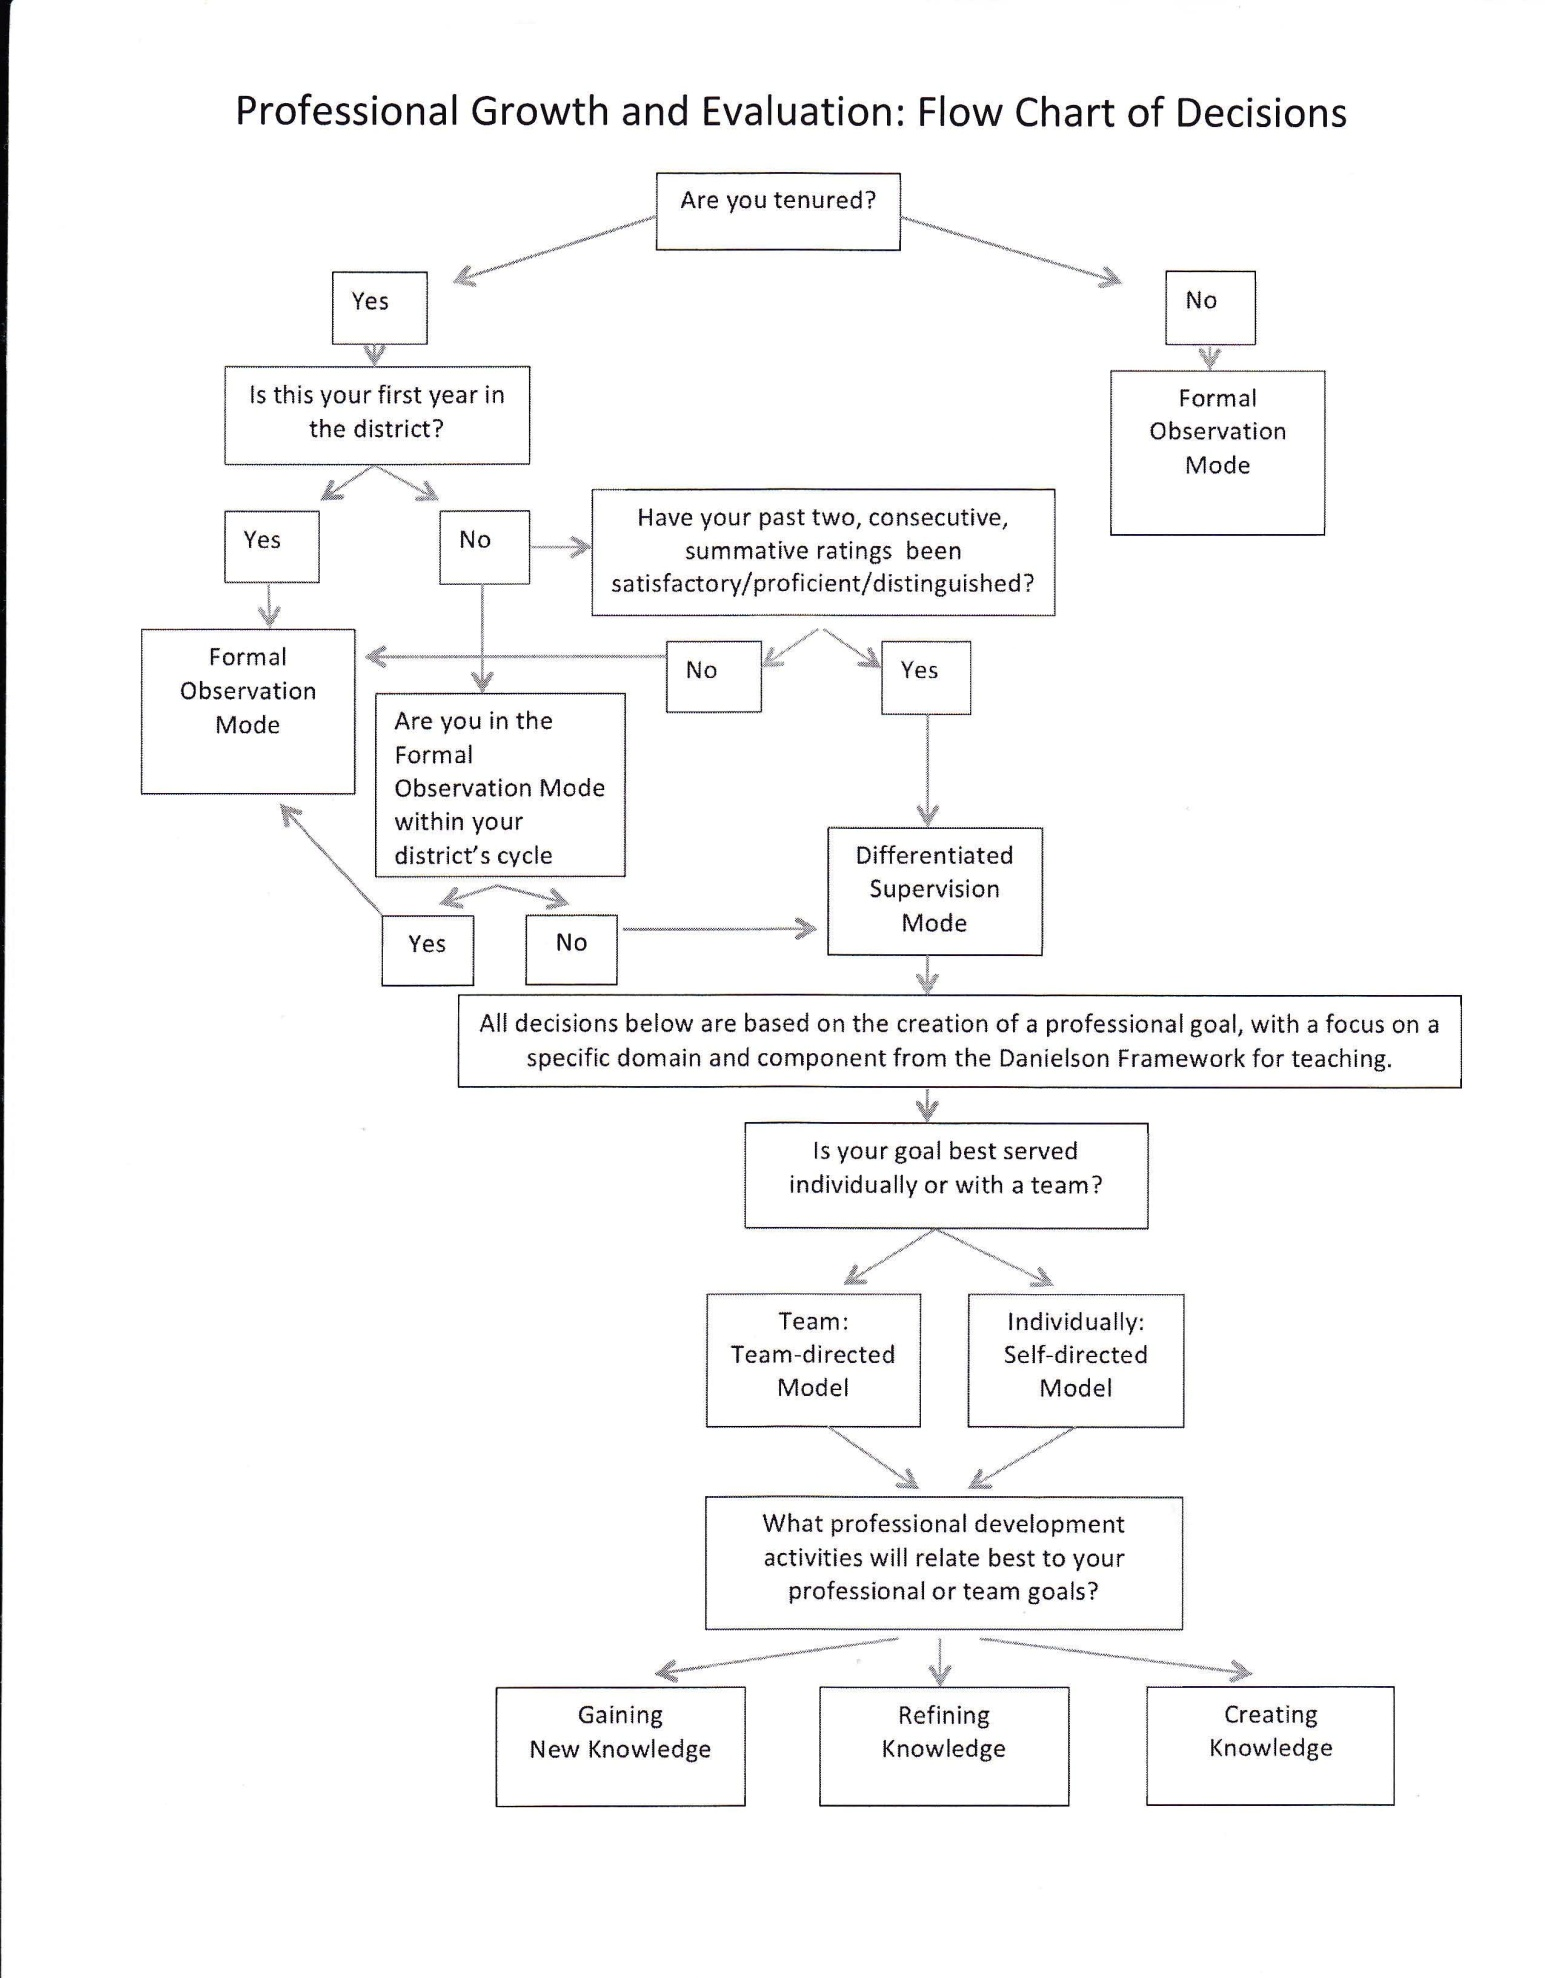 Professional Growth and Evaluation: Flow Chart of Decisions
Are you tenured?
Yes
No
Is this your first year in
the district?
Formal
Observation
Mode
Yes
No
Have your past two, consecutive,
summative ratings been
satisfactory/proficient/distinguished?
Formal
Observation
Mode
No
Yes
Are you in the
Formal
Observation Mode
within your
district's cycle
Differentiated
Supervision
Mode
Yes
No
All decisions below are based on the creation of a professional goal, with a focus on a
specific domain and component from the Danielson Framework for teaching.
Is your goal best served
individually or with a team?
Team:
Team-directed
Model
Individually:
Self-directed
Model
What professional development
activities will relate best to your
professional or team goals?
Gaining
New Knowledge
Refining
Knowledge
Creating
Knowledge